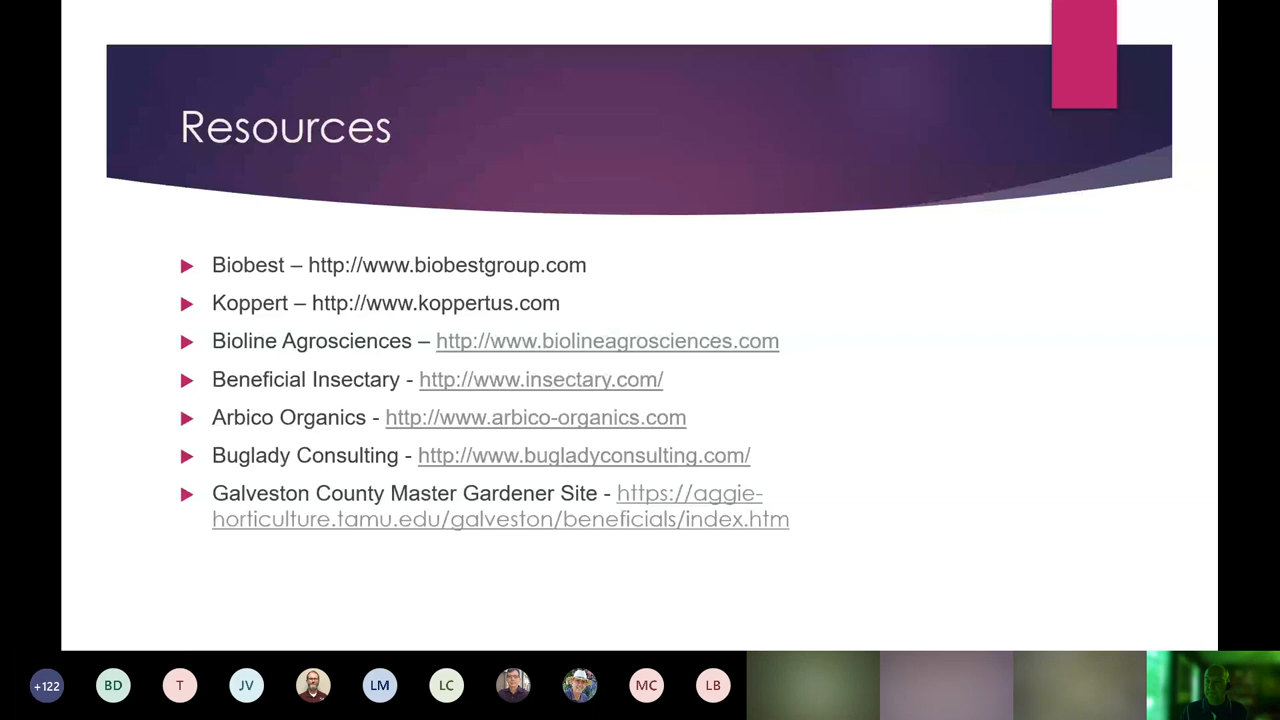 Resources
Biobest – http://www.biobestgroup.com
Koppert – http://www.koppertus.com
Bioline Agrosciences – http://www.biolineagrosciences.com
Beneficial Insectary - http://www.insectary.com/
Arbico Organics - http://www.arbico-organics.com
Buglady Consulting - http://www.bugladyconsulting.com/
Galveston County Master Gardener Site - https://aggie-
horticulture.tamu.edu/galveston/beneficials/index.htm
+122 BD T JV LM LC MC LB